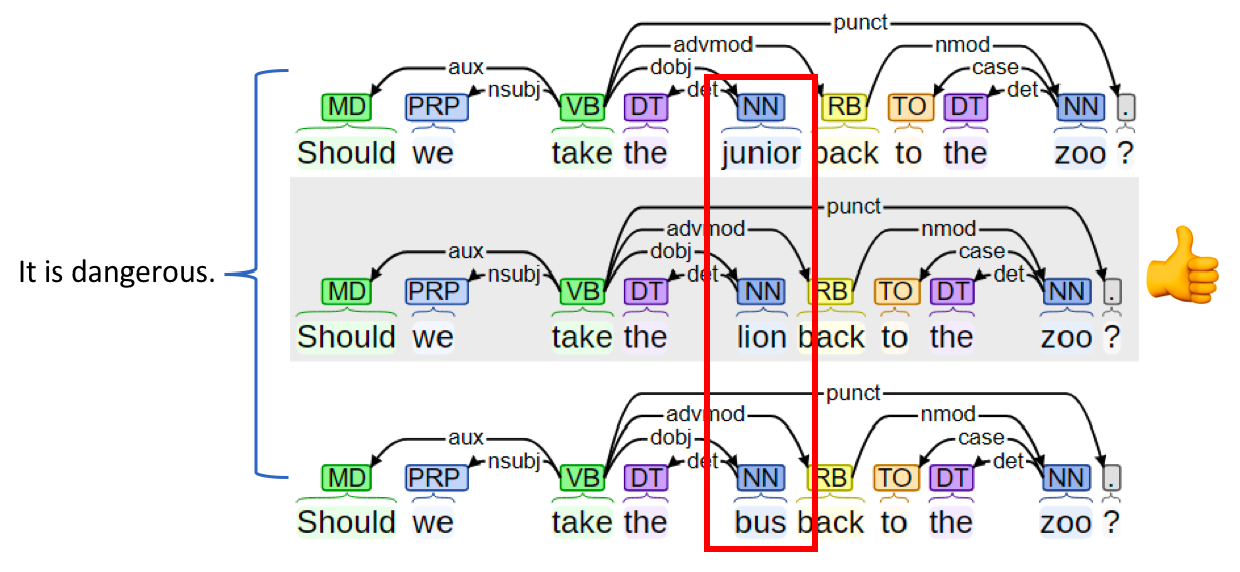 punct
advmod nmod
aux dobj case
nsubj det det
MD PRP VB DT NN RB TO DT NN .
Should we take the junior back to the zoo ?
punct
advmod nmod
aux dobj case
nsubj det det
It is dangerous.
MD PRP VB DT NN RB TO DT NN .
Should we take the lion back to the zoo ?
punct
advmod nmod
aux dobj case
nsubj det det
MD PRP VB DT NN RB TO DT NN .
Should we take the bus back to the zoo ?